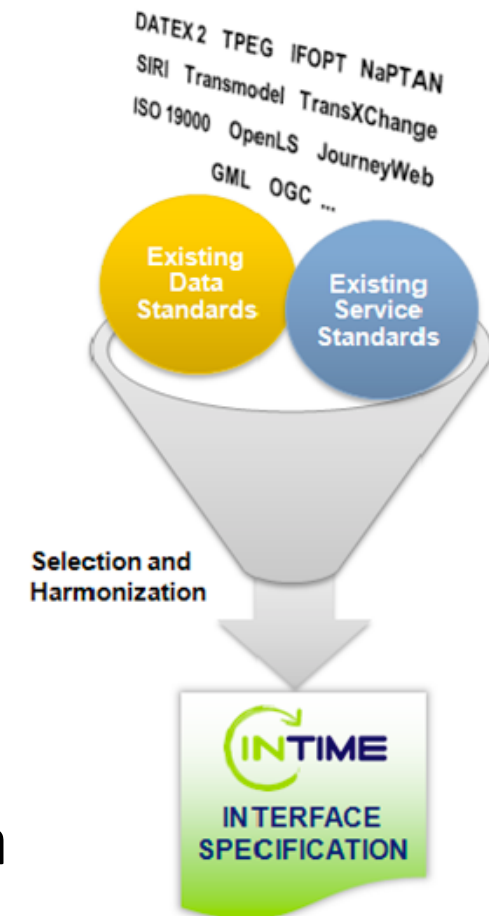 DATEX 2 TPEG IFOPT NaPTAN
SIRI Transmodel TransXChange
ISO 19000 OpenLS JourneyWeb
GML OGC ...
Existing
Data
Standards
Existing
Service
Standards
Selection and
Harmonization
INTIME
INTERFACE
SPECIFICATION
n